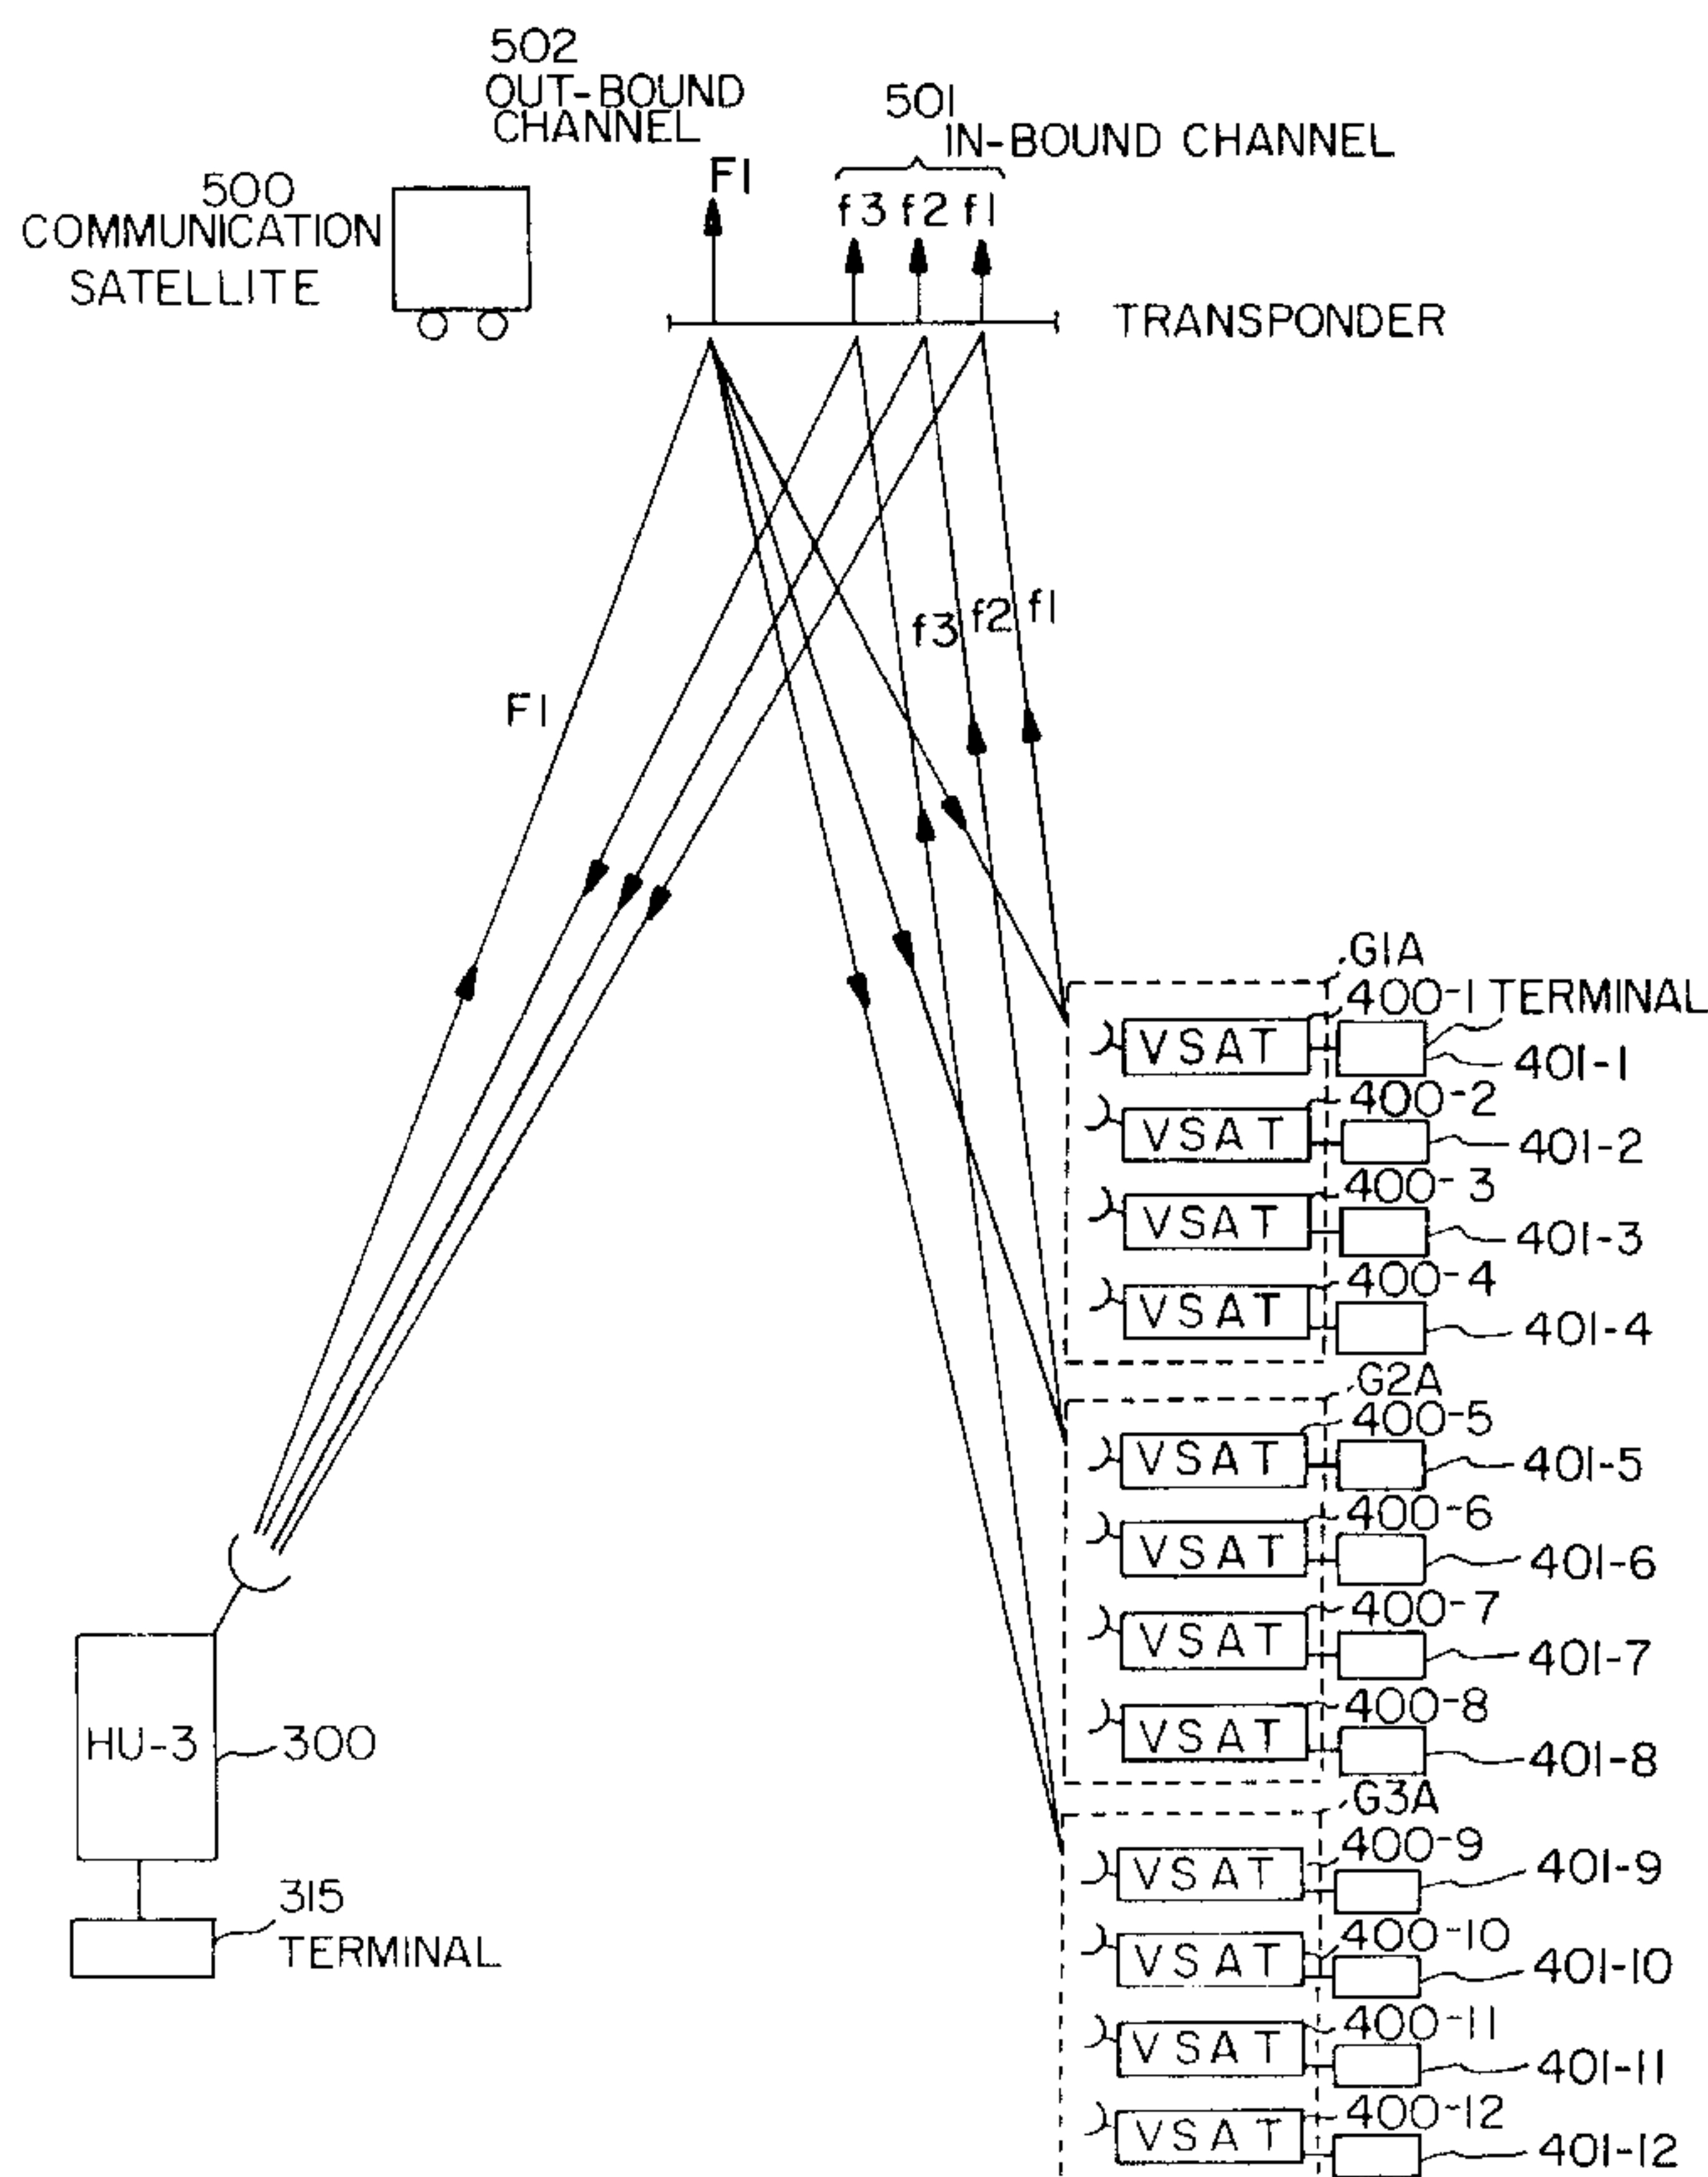 502
OUT-BOUND
CHANNEL
501
IN-BOUND CHANNEL
F1
f3 f2 f1
500
COMMUNICATION
SATELLITE
TRANSPONDER
f3 f2 f1
F1
G1A
400-1 TERMINAL
VSAT
401-1
400-2
VSAT
401-2
400-3
VSAT
401-3
400-4
VSAT
401-4
G2A
400-5
VSAT
401-5
400-6
VSAT
401-6
400-7
VSAT
401-7
400-8
VSAT
401-8
HU-3
300
G3A
400-9
VSAT
401-9
315
TERMINAL
400-10
VSAT
401-10
400-11
VSAT
401-11
400-12
VSAT
401-12